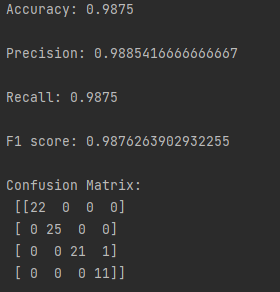 Accuracy: 0.9875
Precision: 0.9885416666666667
Recall: 0.9875
F1 score: 0.9876263902932255
Confusion Matrix:
[[22  0  0  0]
[ 0 25  0  0]
[ 0  0 21  1]
[ 0  0  0 11]]